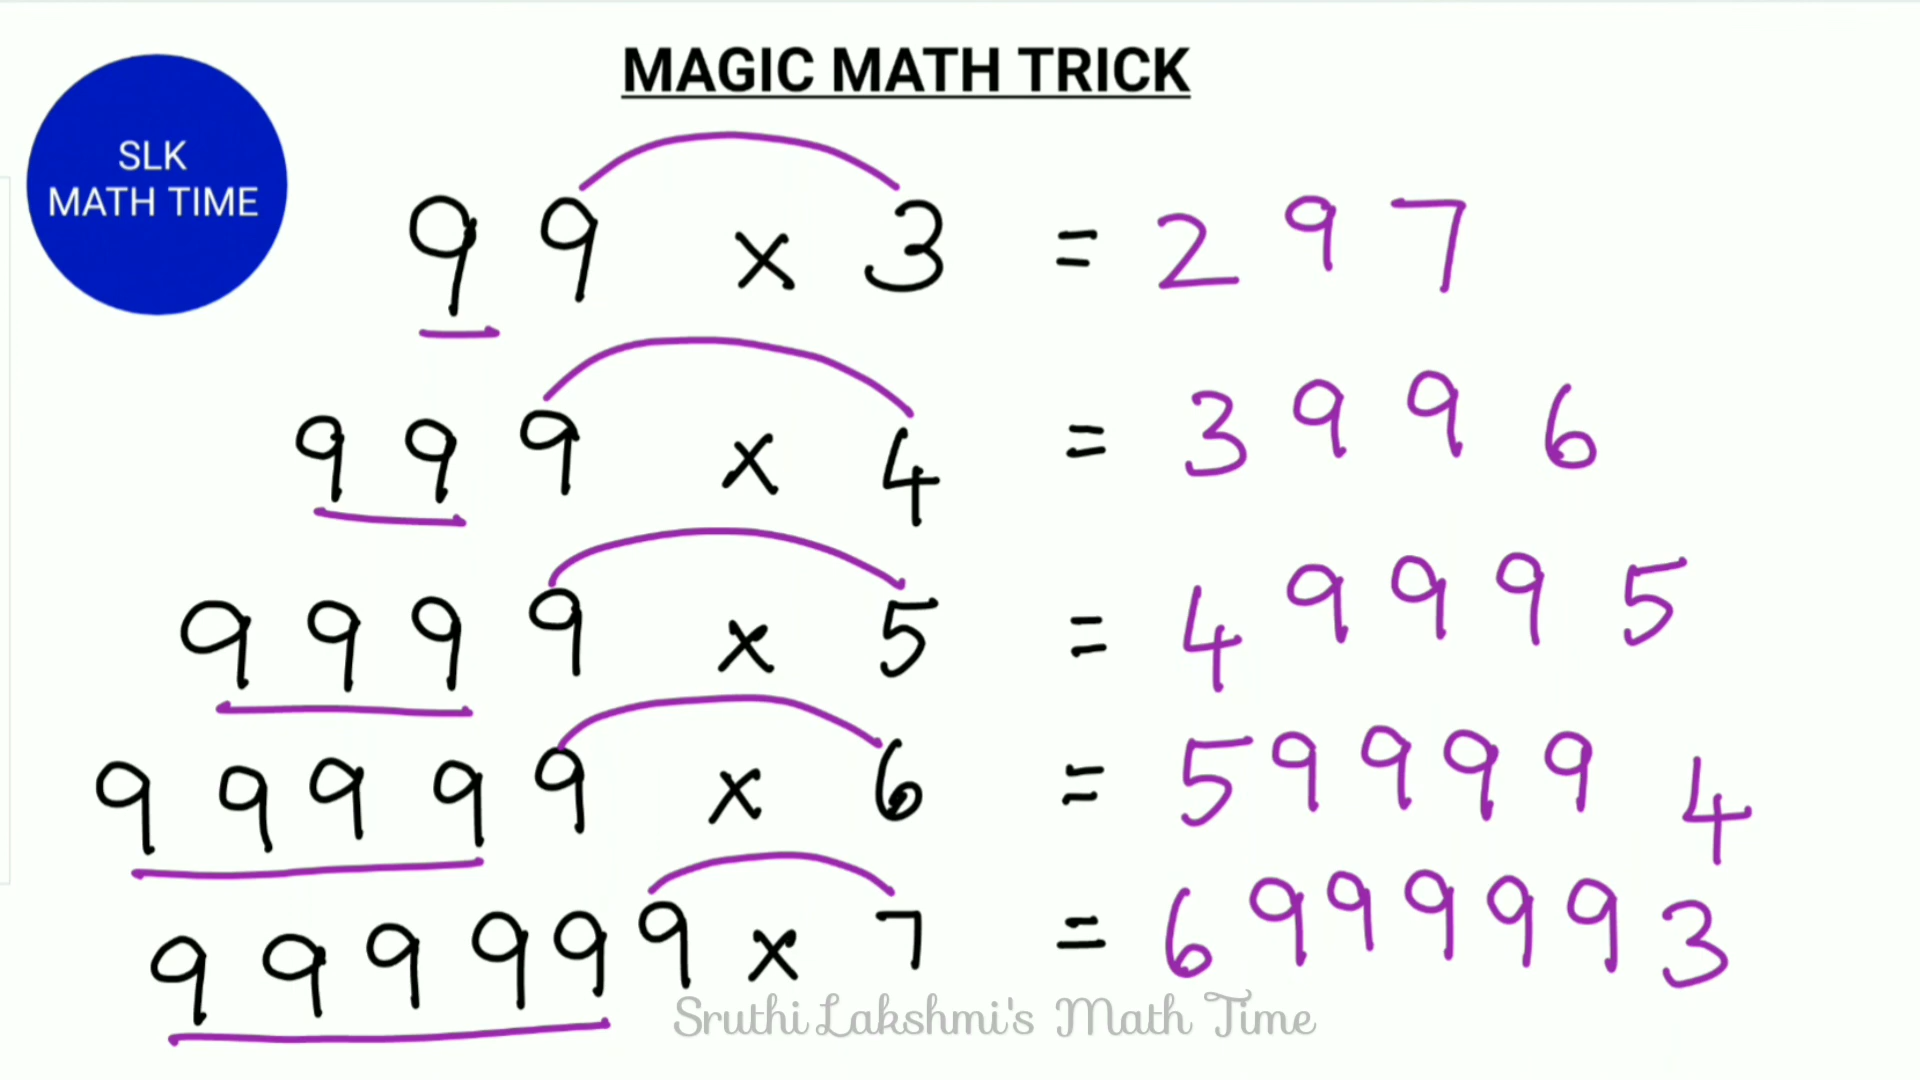 MAGIC MATH TRICK
SLK
MATH TIME
99 x 3 = 297
999 x 4 = 3996
9999 x 5 = 49995
99999 x 6 = 599994
999999 x 7 = 6999993
Sruthi Lakshmi's Math Time